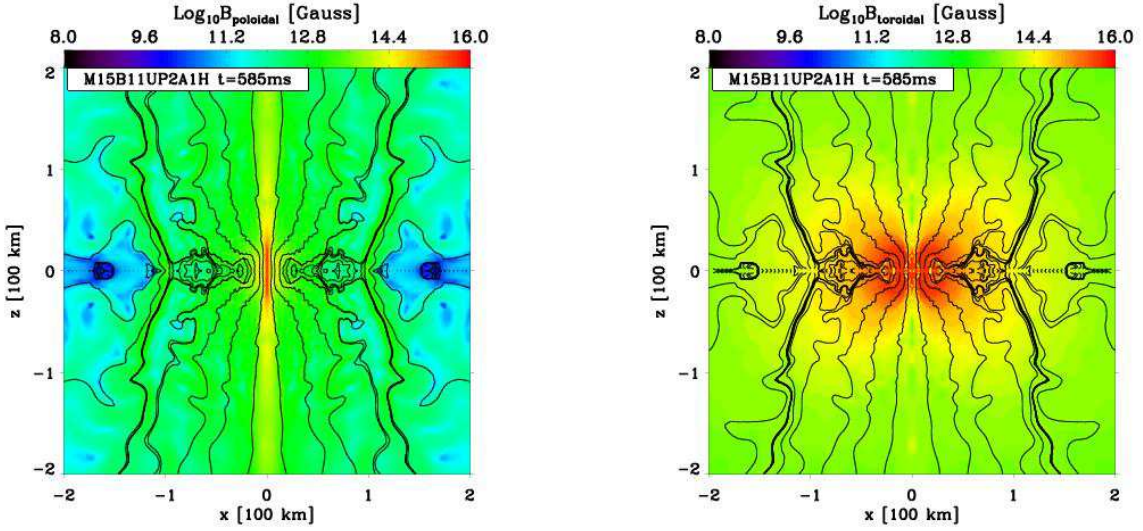 Log10Bpoloidal [Gauss]
8.0 9.6 11.2 12.8 14.4 16.0
M15B11UP2A1H t=585ms
2
1
0
-1
-2
z [100 km]
-2 -1 0 1 2
x [100 km]
Log10Btoroidal [Gauss]
8.0 9.6 11.2 12.8 14.4 16.0
M15B11UP2A1H t=585ms
2
1
0
-1
-2
z [100 km]
-2 -1 0 1 2
x [100 km]